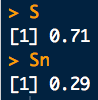 > S
[1] 0.71
> Sn
[1] 0.29